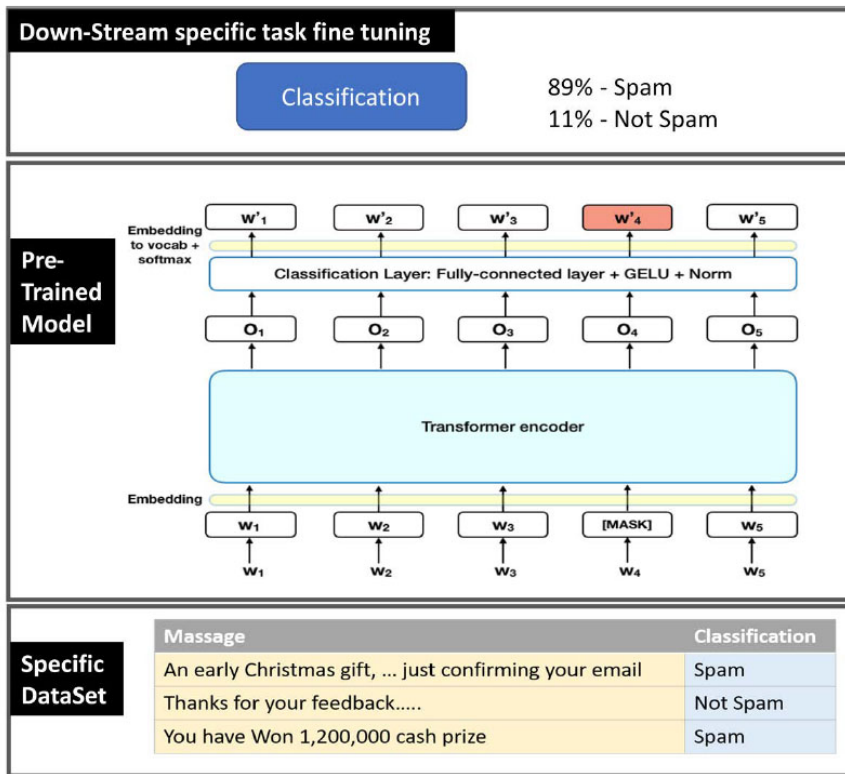 Down-Stream specific task fine tuning
Classification
89% - Spam
11% - Not Spam
Pre-
Trained
Model
Embedding
to vocab +
softmax
w'1 w'2 w'3 w'4 w'5
Classification Layer: Fully-connected layer + GELU + Norm
O1 O2 O3 O4 O5
Transformer encoder
Embedding
W1 W2 W3 [MASK] W5
W1 W2 W3 W4 W5
Specific
DataSet
Massage Classification
An early Christmas gift, ... just confirming your email Spam
Thanks for your feedback..... Not Spam
You have Won 1,200,000 cash prize Spam